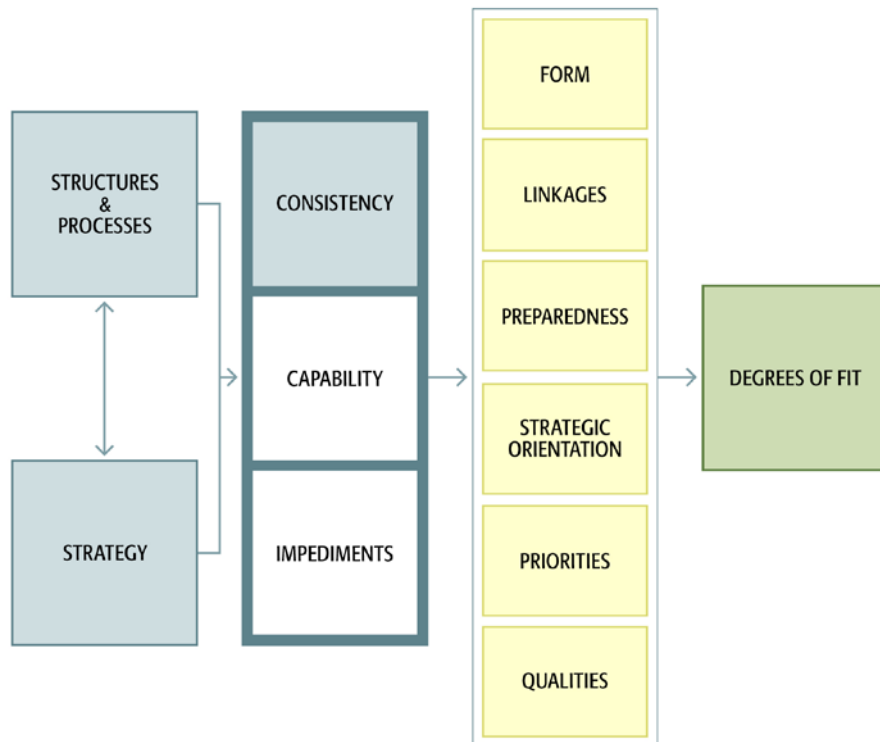 STRUCTURES
&
PROCESSES
STRATEGY
CONSISTENCY
CAPABILITY
IMPEDIMENTS
FORM
LINKAGES
PREPAREDNESS
STRATEGIC
ORIENTATION
PRIORITIES
QUALITIES
DEGREES OF FIT